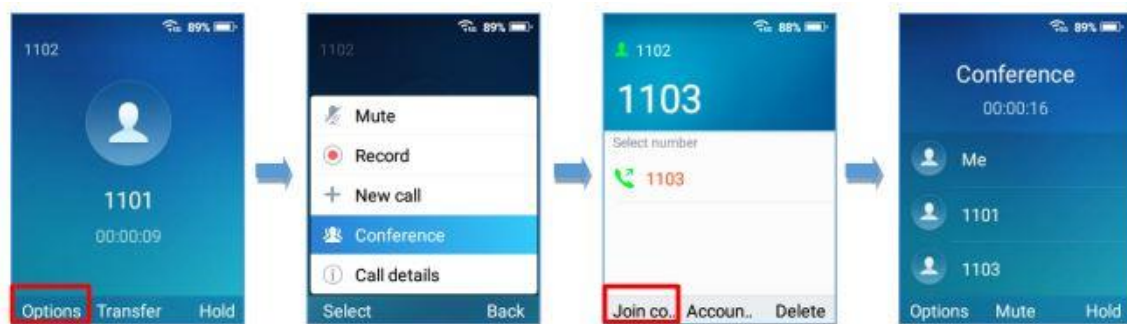 89%
1102
1101
00:00:09
Options Transfer Hold
89%
1102
Mute
Record
New call
Conference
Call details
Select Back
88%
1102
1103
Select number
1103
Join co.. Accoun.. Delete
89%
Conference
00:00:16
Me
1101
1103
Options Mute Hold